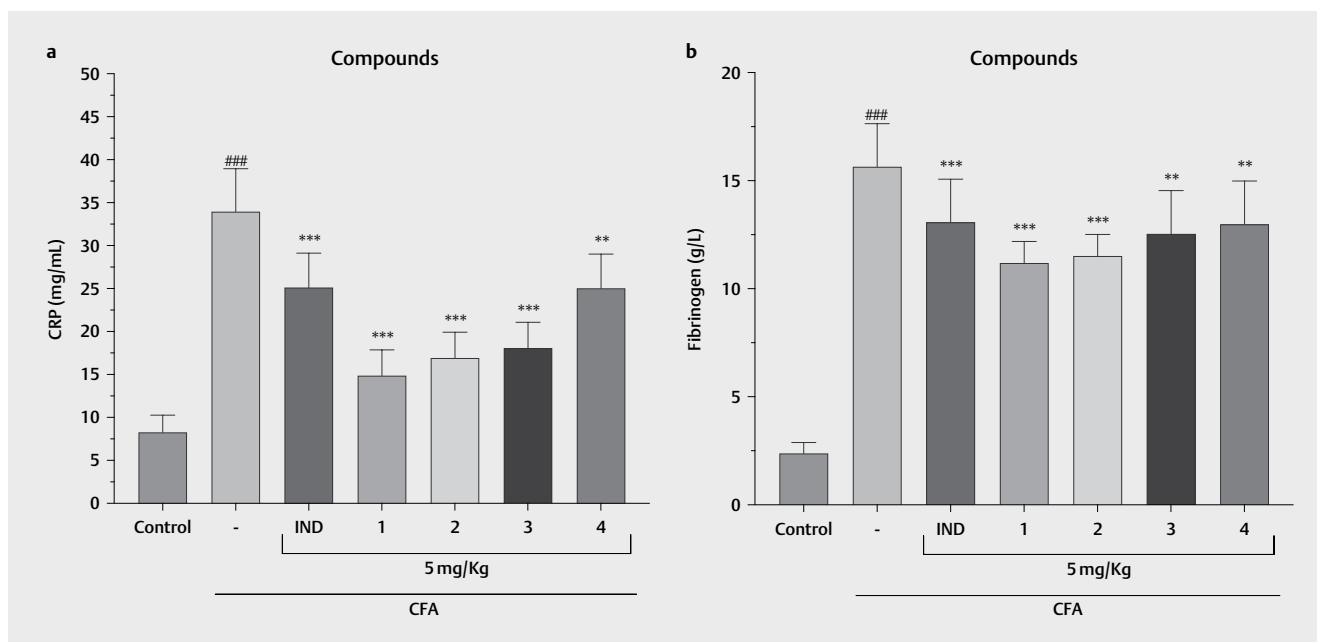 a
Compounds
CRP (mg/mL)
50
45
40
35
30
25
20
15
10
5
0
###
***
***
***
***
**
Control - IND 1 2 3 4
5 mg/Kg
CFA
b
Compounds
Fibrinogen (g/L)
20
15
10
5
0
###
***
***
***
**
**
Control - IND 1 2 3 4
5 mg/Kg
CFA